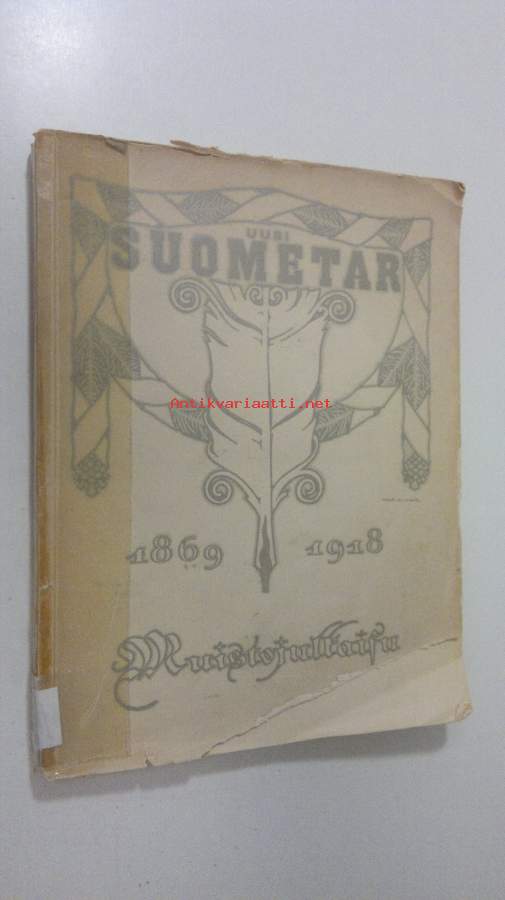 UUSI
SUOMETAR
Antikvariaatti.net
1869 1918
Muistojulkaisu